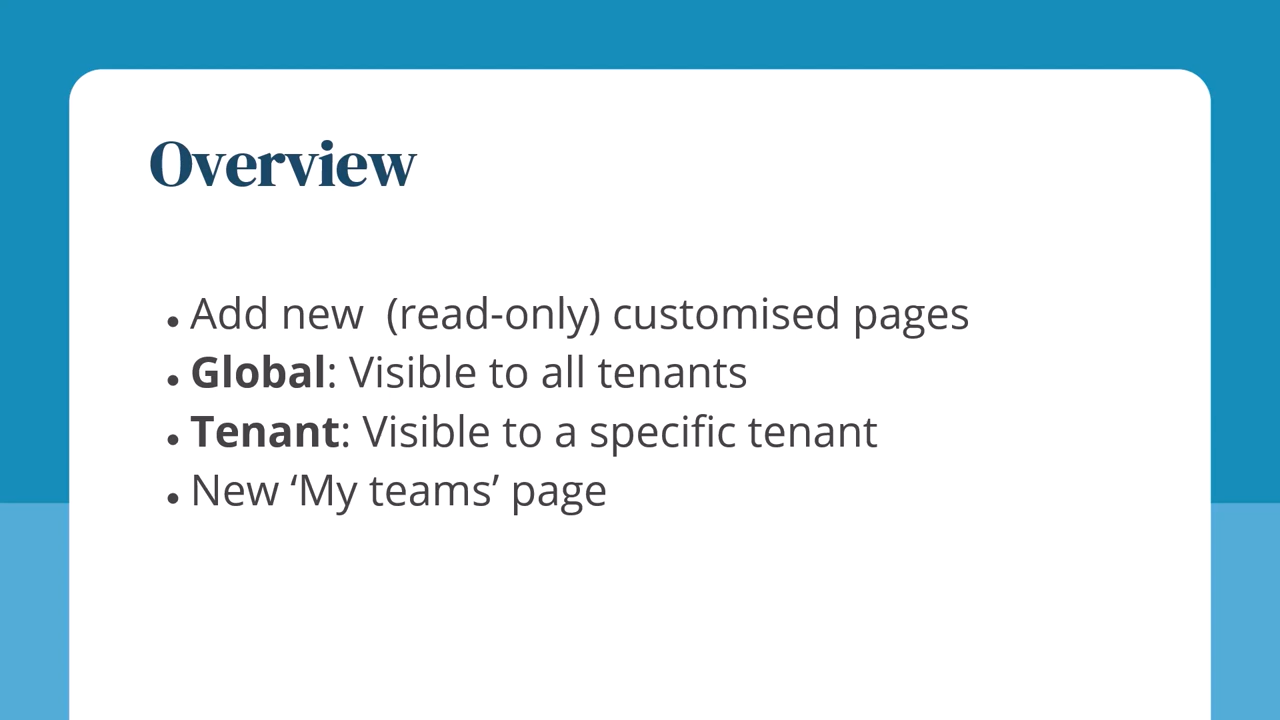 Overview
• Add new  (read-only) customised pages
• Global: Visible to all tenants
• Tenant: Visible to a specific tenant
• New ‘My teams’ page